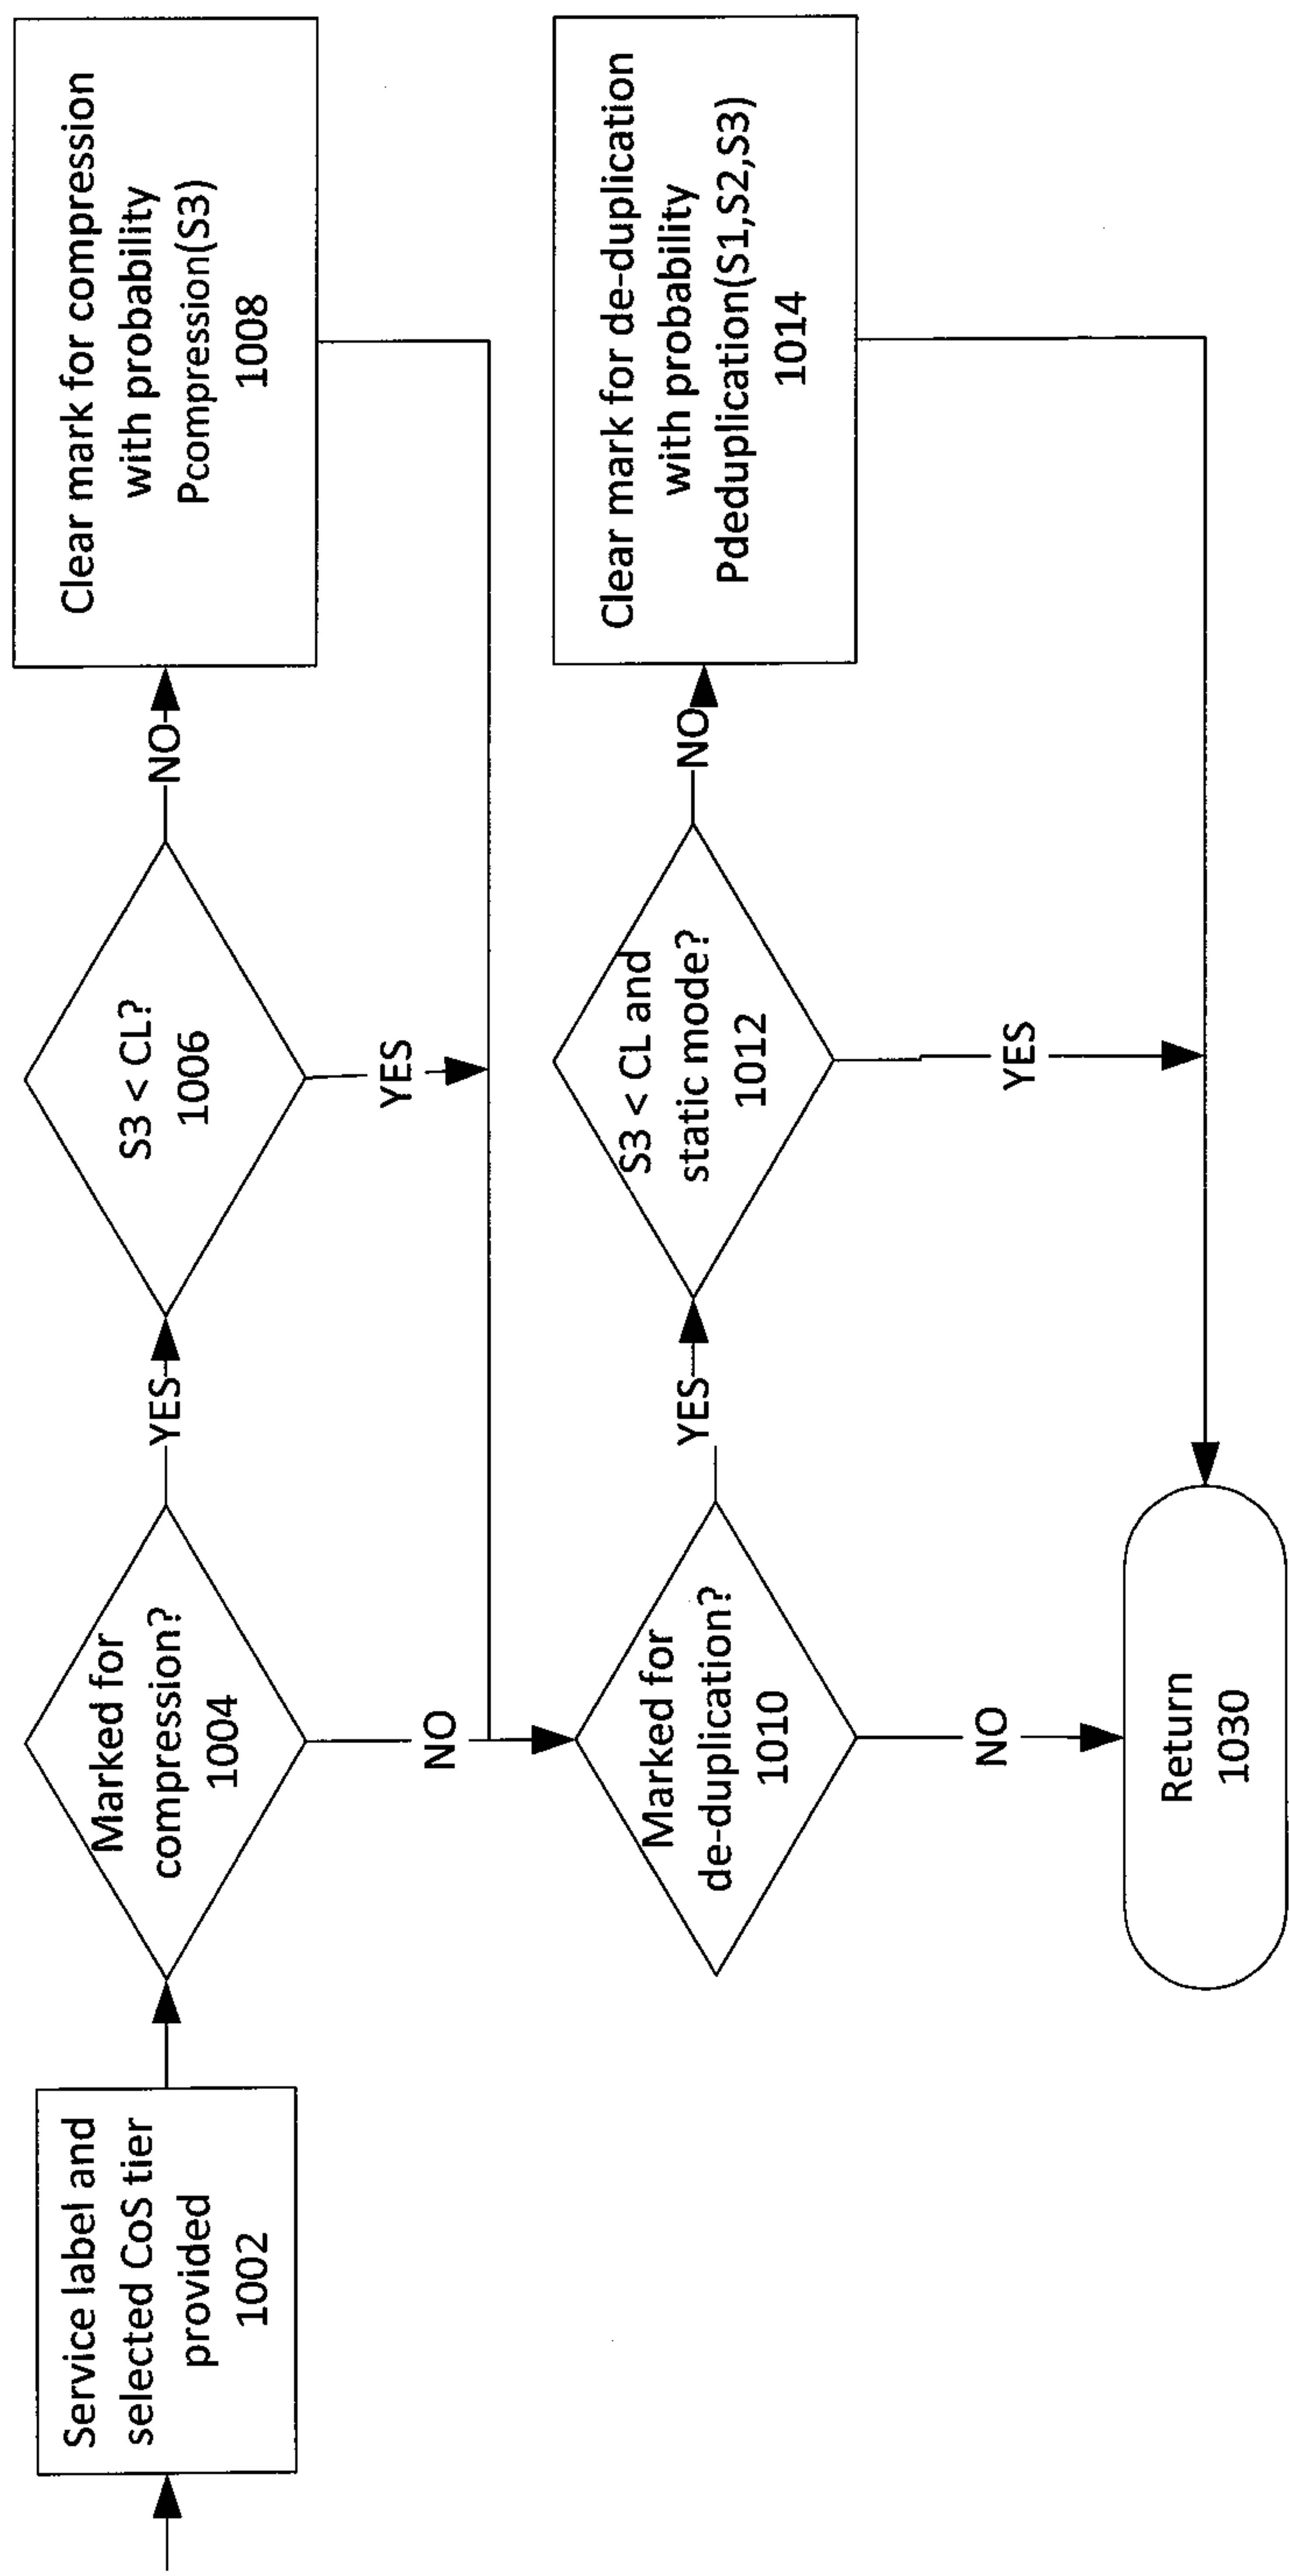 Service label and
selected CoS tier
provided
1002
Marked for
compression?
1004
YES
S3 < CL?
1006
NO
Clear mark for compression
with probability
Pcompression(S3)
1008
NO
YES
Marked for
de-duplication?
1010
YES
S3 < CL and
static mode?
1012
NO
Clear mark for de-duplication
with probability
Pdeduplication(S1,S2,S3)
1014
NO
YES
Return
1030